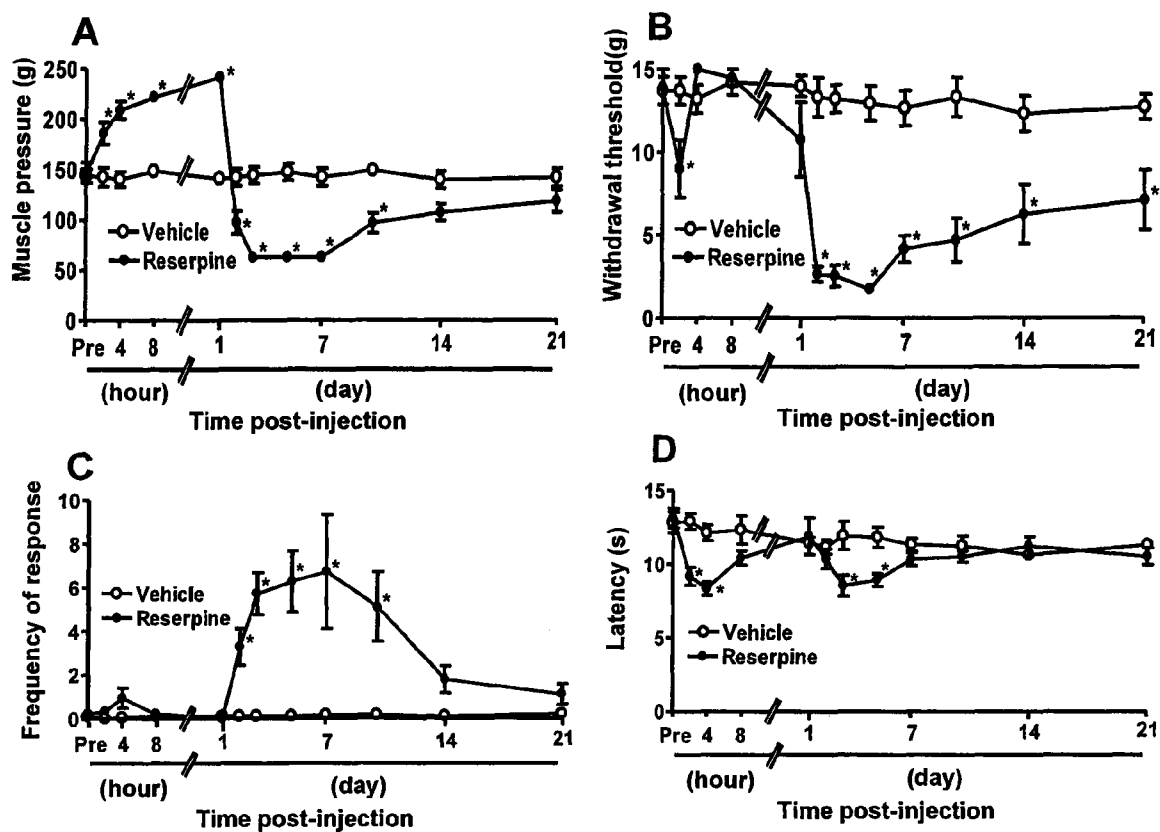 A
Muscle pressure (g)
250
200
150
100
50
0
Vehicle
Reserpine
Pre 4 8 1 7 14 21
(hour) (day)
Time post-injection
B
Withdrawal threshold(g)
15
10
5
0
Vehicle
Reserpine
Pre 4 8 1 7 14 21
(hour) (day)
Time post-injection
C
Frequency of response
10
8
6
4
2
0
Vehicle
Reserpine
Pre 4 8 1 7 14 21
(hour) (day)
Time post-injection
D
Latency (s)
15
10
5
0
Vehicle
Reserpine
Pre 4 8 1 7 14 21
(hour) (day)
Time post-injection